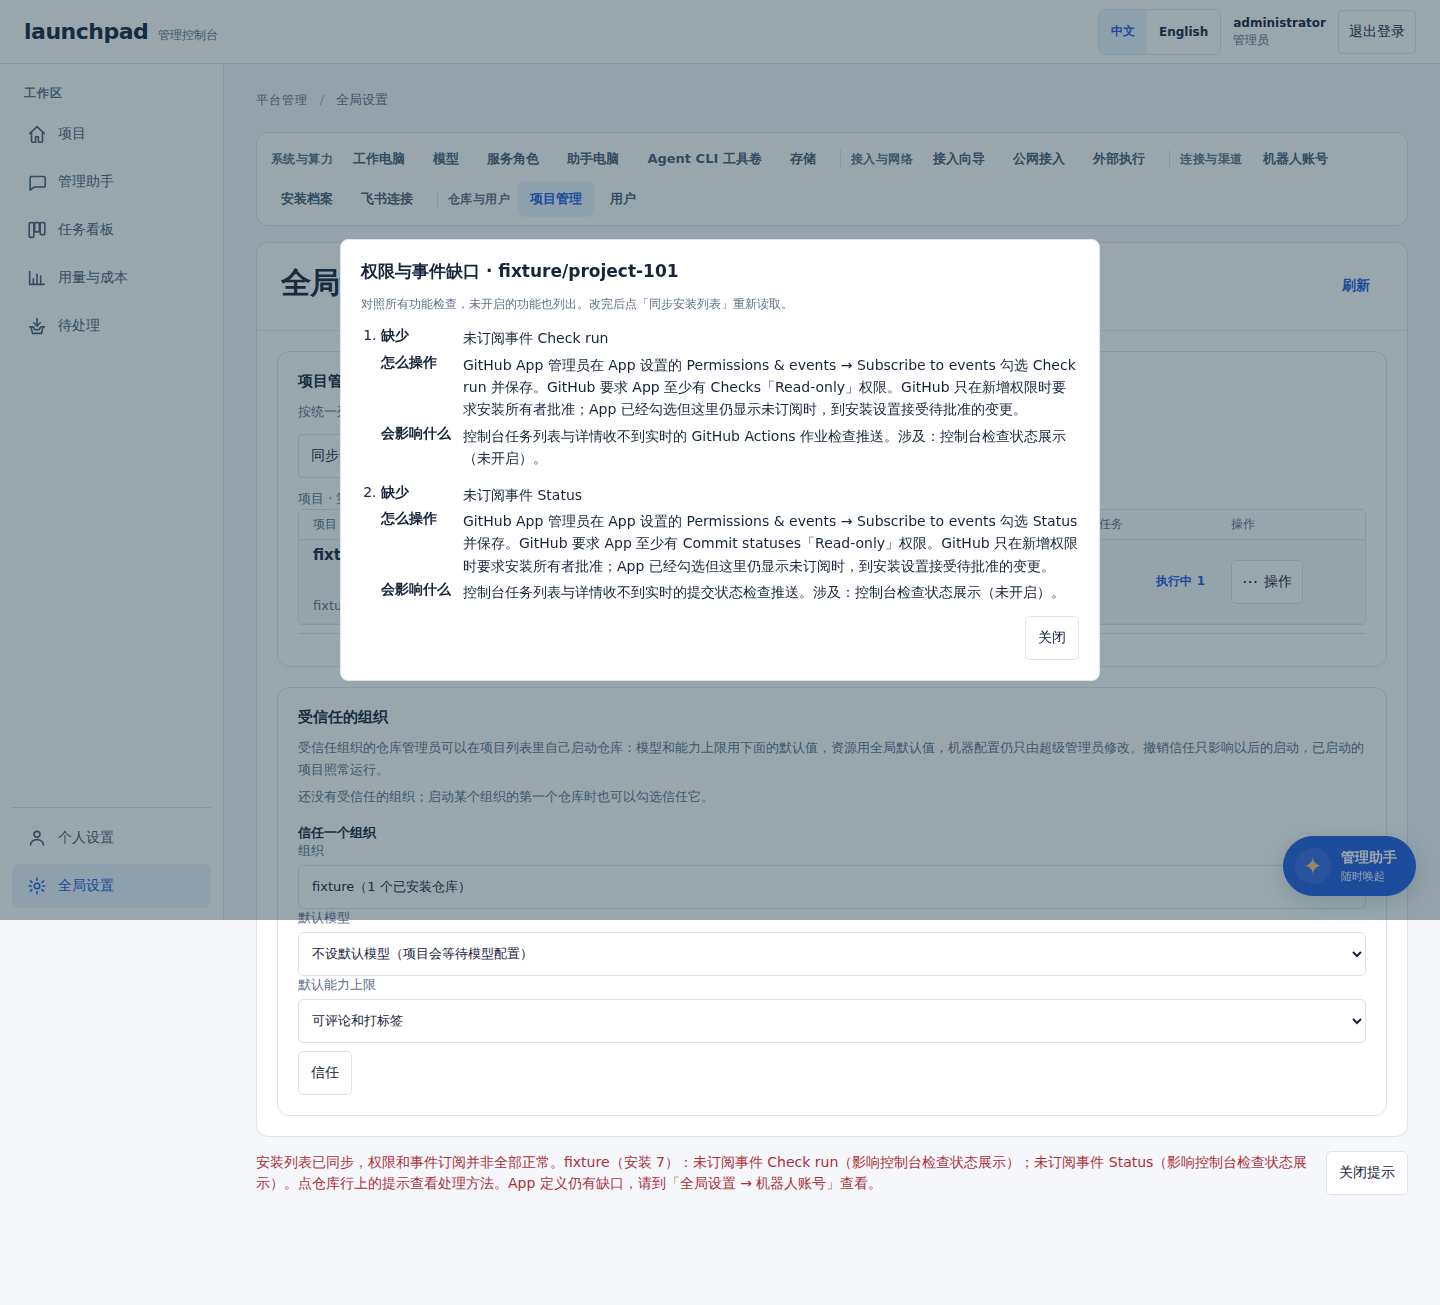 launchpad 管理控制台
中文 English administrator 管理员 退出登录
工作区
项目
管理助手
任务看板
用量与成本
待处理
个人设置
全局设置
平台管理 / 全局设置
系统与算力 工作电脑 模型 服务角色 助手电脑 Agent CLI 工具卷 存储 接入与网络 接入向导 公网接入 外部执行 连接与渠道 机器人账号
安装档案 飞书连接 仓库与用户 项目管理 用户
全局
刷新
权限与事件缺口 · fixture/project-101
对照所有功能检查，未开启的功能也列出。改完后点「同步安装列表」重新读取。
1. 缺少 未订阅事件 Check run
怎么操作 GitHub App 管理员在 App 设置的 Permissions & events → Subscribe to events 勾选 Check
run 并保存。GitHub 要求 App 至少有 Checks「Read-only」权限。GitHub 只在新增权限时要
求安装所有者批准；App 已经勾选但这里仍显示未订阅时，到安装设置接受待批准的变更。
会影响什么 控制台任务列表与详情收不到实时的 GitHub Actions 作业检查推送。涉及：控制台检查状态展示
（未开启）。
2. 缺少 未订阅事件 Status
怎么操作 GitHub App 管理员在 App 设置的 Permissions & events → Subscribe to events 勾选 Status
并保存。GitHub 要求 App 至少有 Commit statuses「Read-only」权限。GitHub 只在新增权限
时要求安装所有者批准；App 已经勾选但这里仍显示未订阅时，到安装设置接受待批准的变更。
会影响什么 控制台任务列表与详情收不到实时的提交状态检查推送。涉及：控制台检查状态展示（未开启）。
关闭
项目管
按统一
同步
项目 ·
项目 任务 操作
fixt
执行中 1 ⋯ 操作
fixtu
受信任的组织
受信任组织的仓库管理员可以在项目列表里自己启动仓库：模型和能力上限用下面的默认值，资源用全局默认值，机器配置仍只由超级管理员修改。撤销信任只影响以后的启动，已启动的
项目照常运行。
还没有受信任的组织；启动某个组织的第一个仓库时也可以勾选信任它。
信任一个组织
组织
fixture（1 个已安装仓库）
管理助手
随时唤起
默认模型
不设默认模型（项目会等待模型配置）
默认能力上限
可评论和打标签
信任
安装列表已同步，权限和事件订阅并非全部正常。fixture（安装 7）：未订阅事件 Check run（影响控制台检查状态展示）；未订阅事件 Status（影响控制台检查状态展
示）。点仓库行上的提示查看处理方法。App 定义仍有缺口，请到「全局设置 → 机器人账号」查看。
关闭提示